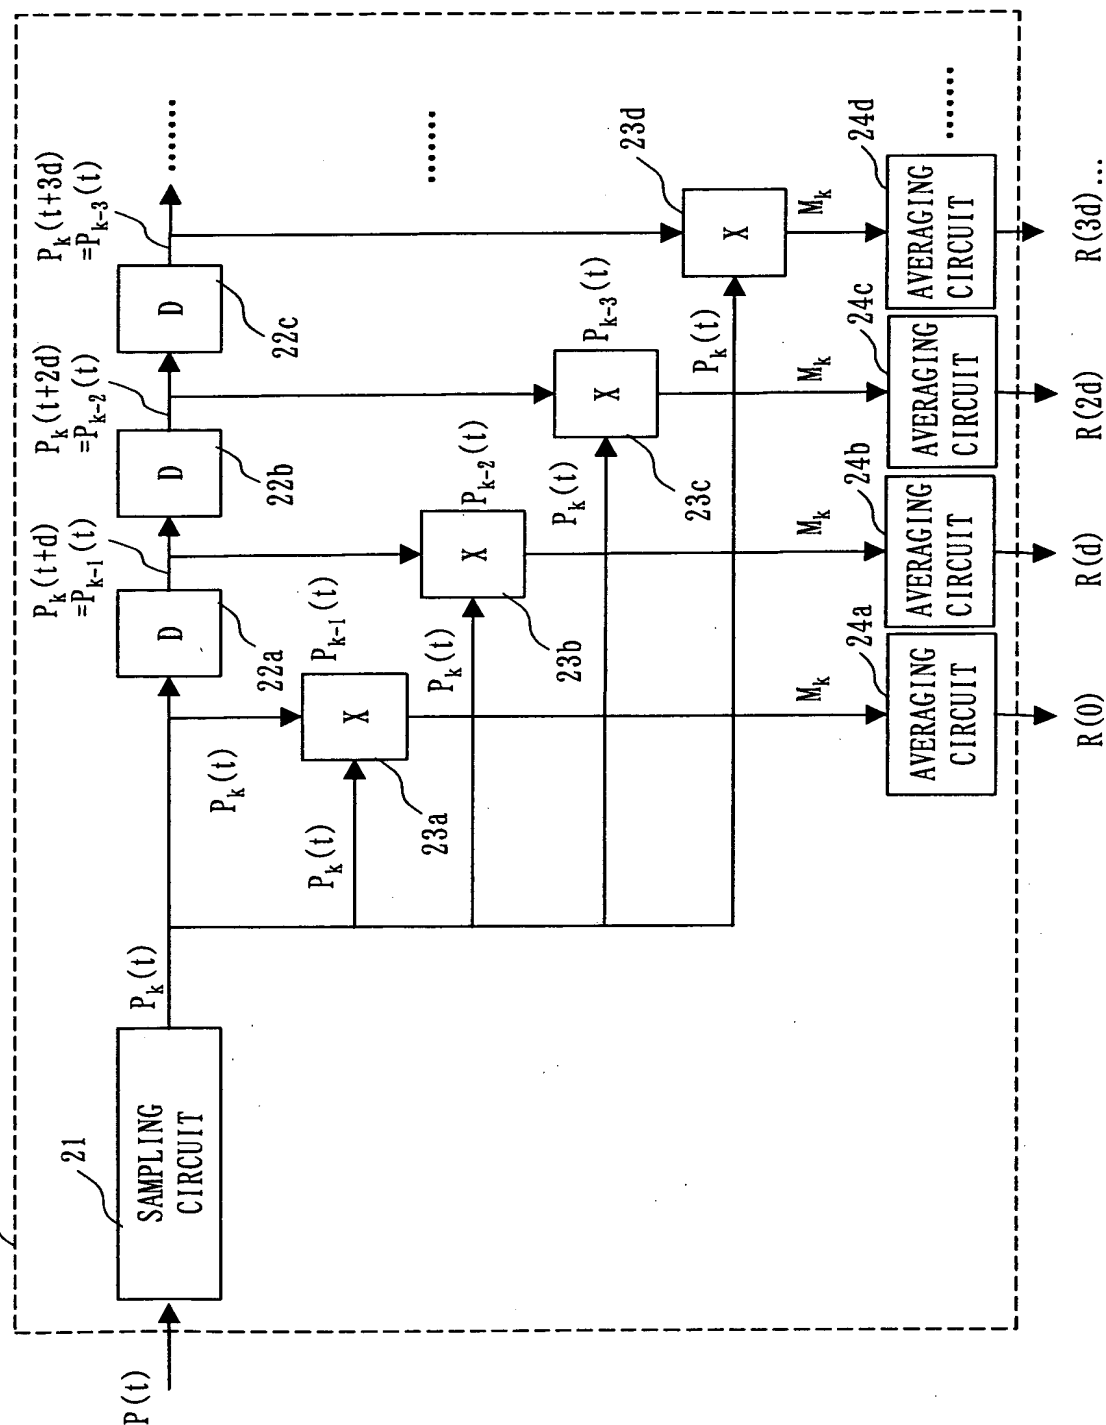 P(t)
21
SAMPLING
CIRCUIT
P_k(t)
P_k(t+d)
=P_{k-1}(t)
P_k(t+2d)
=P_{k-2}(t)
P_k(t+3d)
=P_{k-3}(t)
.......
D
22a
D
22b
D
22c
P_k(t)
P_{k-1}(t)
P_k(t)
X
23a
P_{k-2}(t)
P_k(t)
X
23b
P_{k-3}(t)
P_k(t)
X
23c
.......
P_k(t)
X
23d
M_k
M_k
M_k
M_k
24a
24b
24c
24d
AVERAGING
CIRCUIT
AVERAGING
CIRCUIT
AVERAGING
CIRCUIT
AVERAGING
CIRCUIT
.......
R(0)
R(d)
R(2d)
R(3d)...